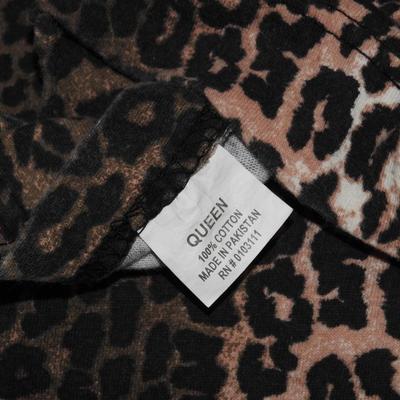 QUEEN
100% COTTON
MADE IN PAKISTAN
RN # 0103111